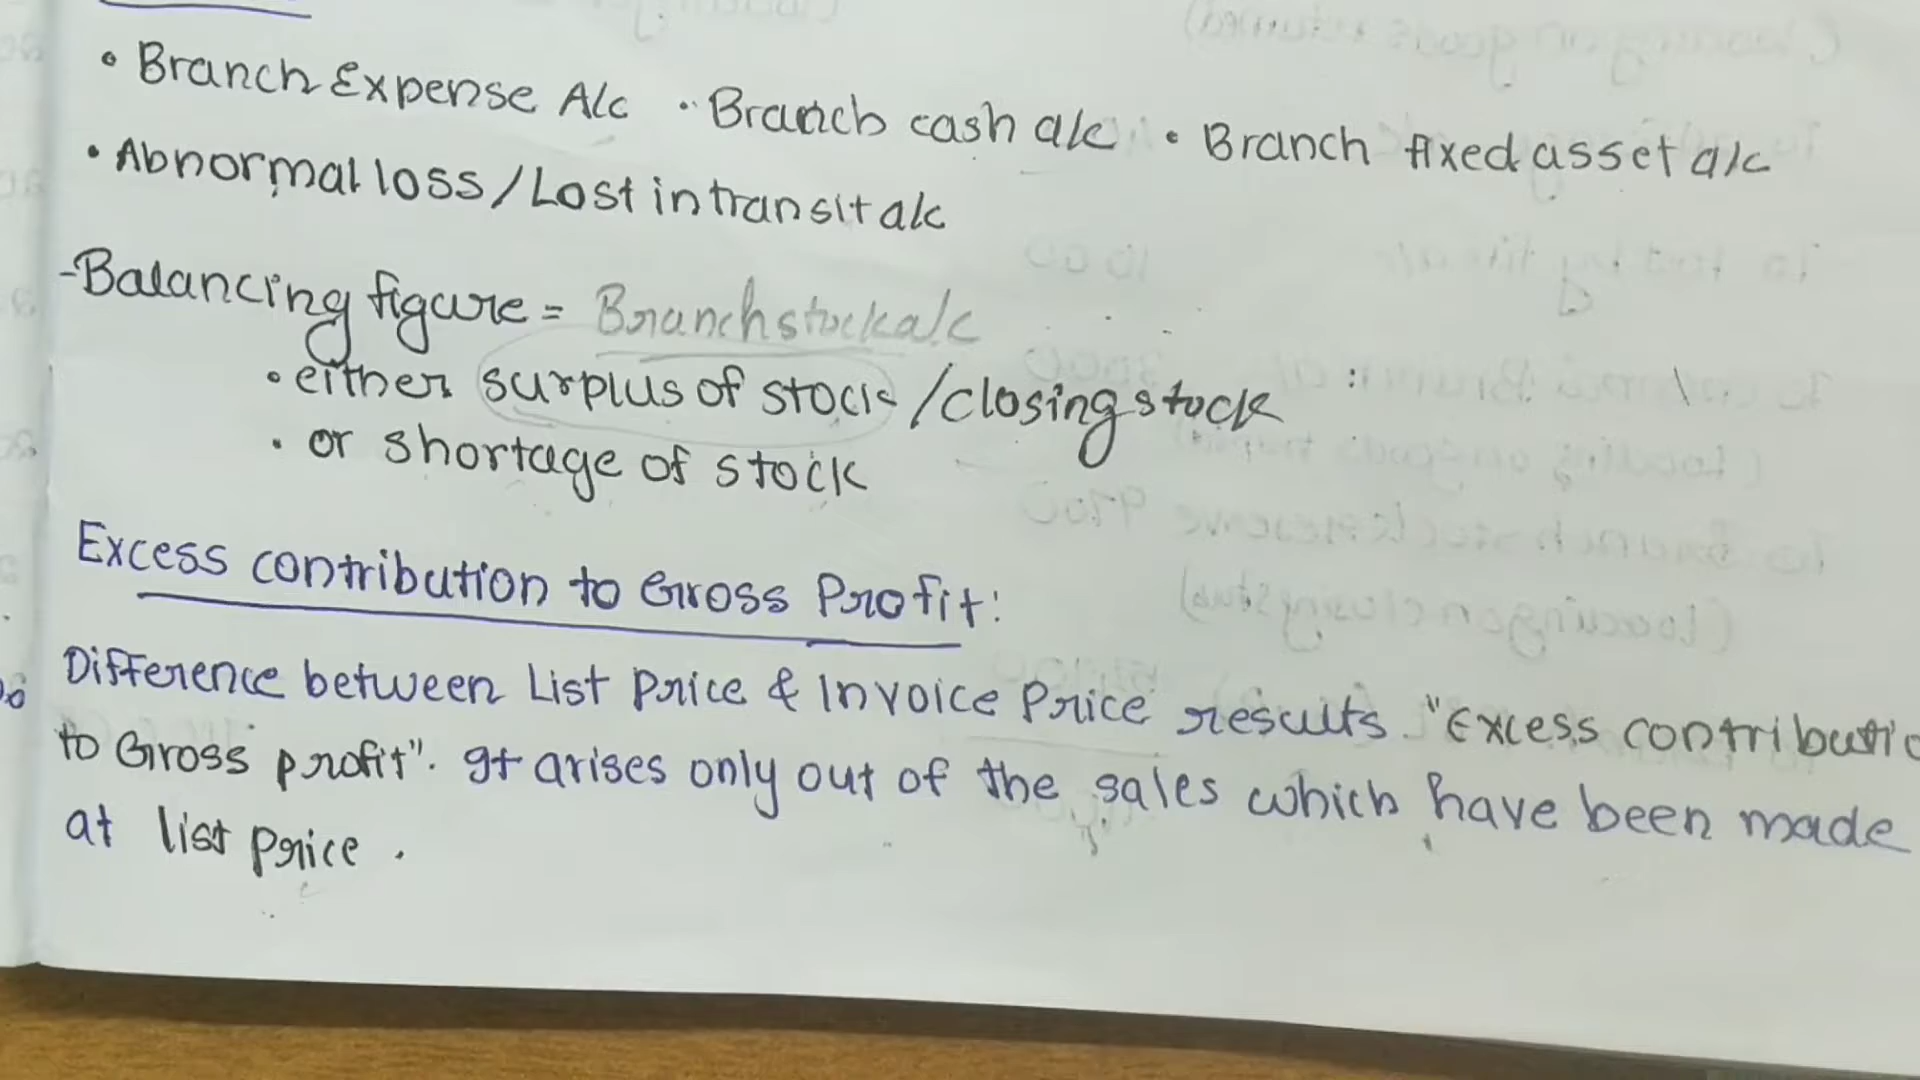 • Branch Expense A/c • Branch cash a/c • Branch fixed asset a/c
• Abnormal loss/Lost in transit a/c
-Balancing figure = Branch stock a/c
• either surplus of stock /closing stock
• or shortage of stock
Excess contribution to Gross Profit:
Difference between List Price & Invoice Price results "Excess contributio
to Gross profit". It arises only out of the sales which have been made
at list price.